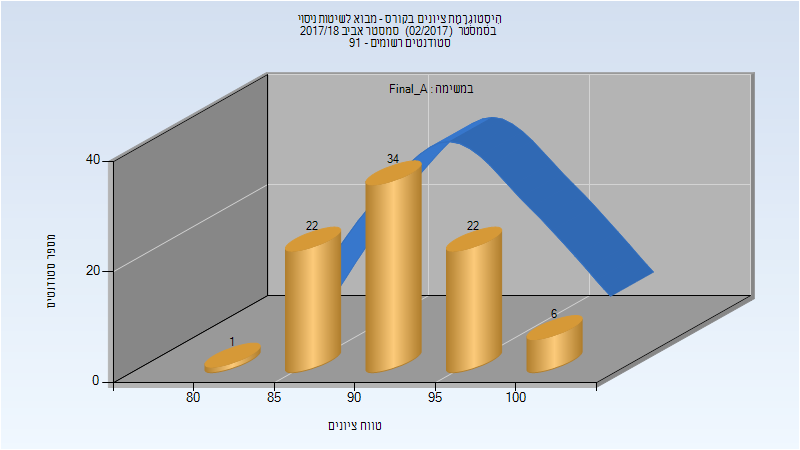 היסטוגרמת ציונים בקורס - מבוא לשיטות ניסוי
בסמסטר (02/2017) סמסטר אביב 2017/18
סטודנטים רשומים - 91
במשימה : Final_A
40
20
0
מספר סטודנטים
1
22
34
22
6
80
85
90
95
100
טווח ציונים